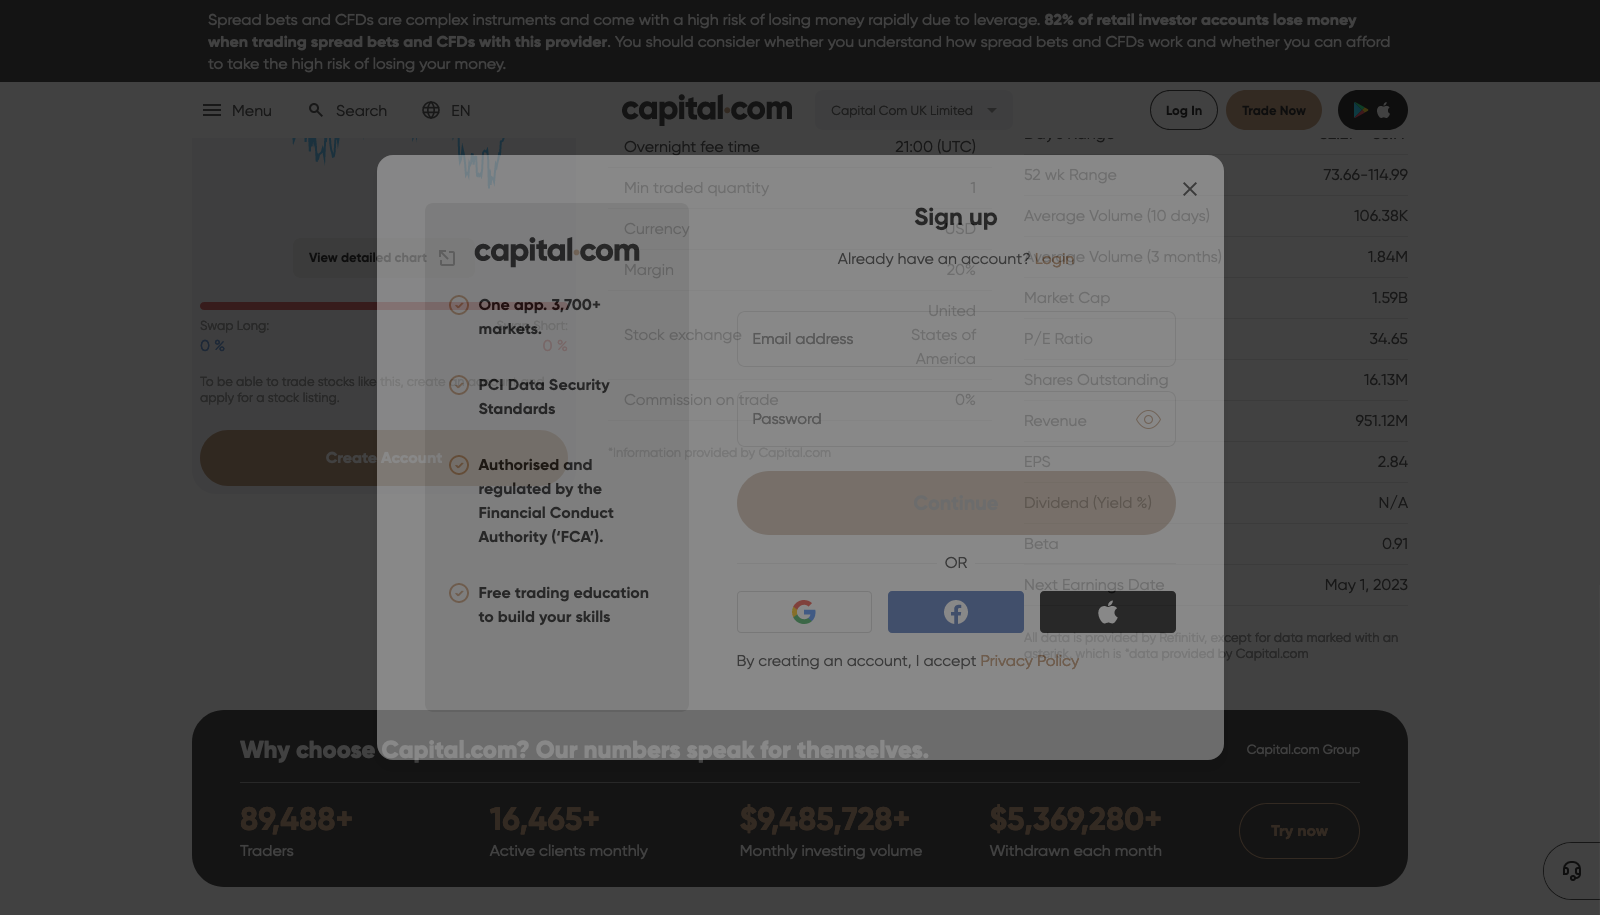 Spread bets and CFDs are complex instruments and come with a high risk of losing money rapidly due to leverage. 82% of retail investor accounts lose money
when trading spread bets and CFDs with this provider. You should consider whether you understand how spread bets and CFDs work and whether you can afford
to take the high risk of losing your money.
Menu
Search
EN
capital.com
Capital Com UK Limited
Log In
Trade Now
View detailed chart
Swap Long:
0 %
Short:
0 %
To be able to trade stocks like this, create
apply for a stock listing.
Create Account
Overnight fee time 21:00 (UTC)
Min traded quantity 1
Currency USD
Margin 20%
Stock exchange United
States of
America
Commission on trade 0%
*Information provided by Capital.com
52 wk Range 73.66-114.99
Average Volume (10 days) 106.38K
Average Volume (3 months) 1.84M
Market Cap 1.59B
P/E Ratio 34.65
Shares Outstanding 16.13M
Revenue 951.12M
EPS 2.84
Dividend (Yield %) N/A
Beta 0.91
Next Earnings Date May 1, 2023
All data is provided by Refinitiv, except for data marked with an
asterisk, which is *data provided by Capital.com
capital.com
One app. 3,700+
markets.
PCI Data Security
Standards
Authorised and
regulated by the
Financial Conduct
Authority (‘FCA’).
Free trading education
to build your skills
Sign up
Already have an account? Login
Email address
Password
Continue
OR
By creating an account, I accept Privacy Policy
Why choose Capital.com? Our numbers speak for themselves.
Capital.com Group
89,488+
Traders
16,465+
Active clients monthly
$9,485,728+
Monthly investing volume
$5,369,280+
Withdrawn each month
Try now